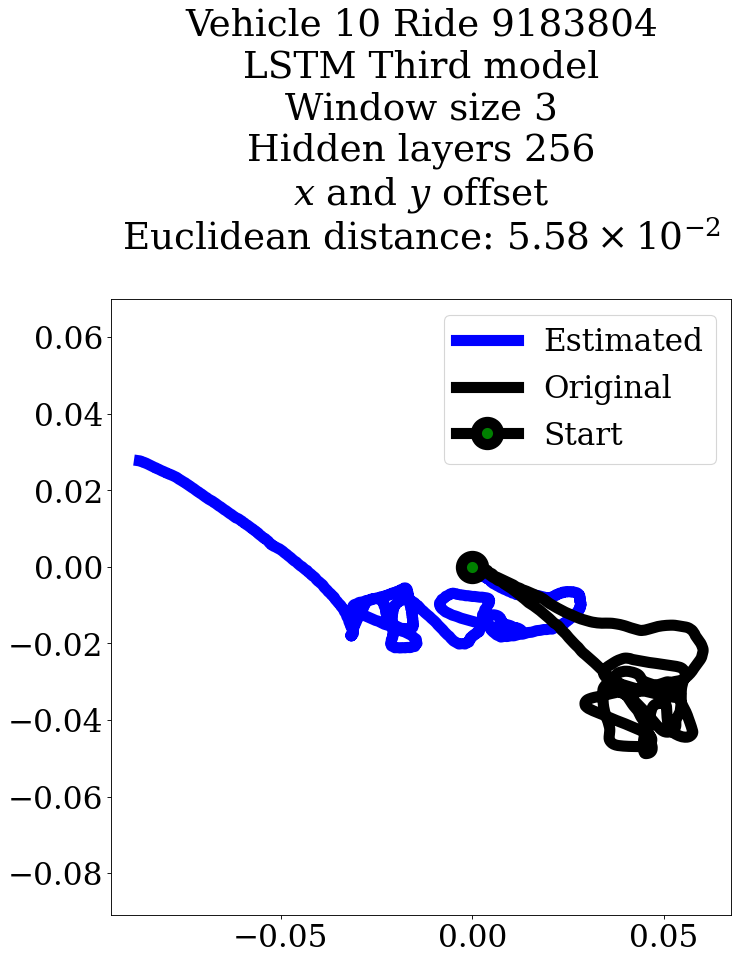 Vehicle 10 Ride 9183804
LSTM Third model
Window size 3
Hidden layers 256
x and y offset
Euclidean distance: 5.58 × 10⁻²
Estimated
Original
Start
0.06
0.04
0.02
0.00
−0.02
−0.04
−0.06
−0.08
−0.05 0.00 0.05